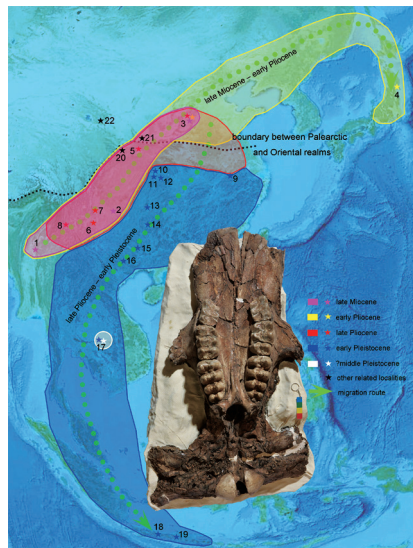 late Miocene – early Pliocene
22
4
3
21
boundary between Palearctic
and Oriental realms
5
20
10
9
11
12
7
2
13
8
6
14
1
15
16
late Pliocene – early Pleistocene
late Miocene
early Pliocene
late Pliocene
early Pleistocene
17
?middle Pleistocene
other related localities
migration route
18
19